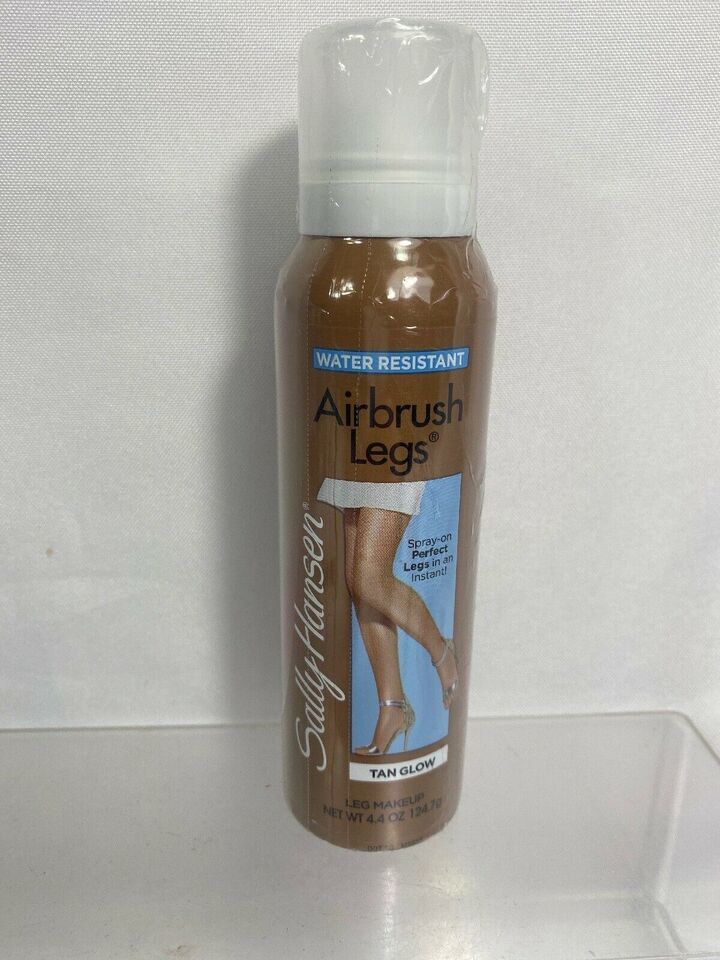 WATER RESISTANT
Airbrush
Legs®
Spray-on
Perfect
Legs in an
Instant!
Sally Hansen®
TAN GLOW
LEG MAKEUP
NET WT 4.4 OZ 124.7g